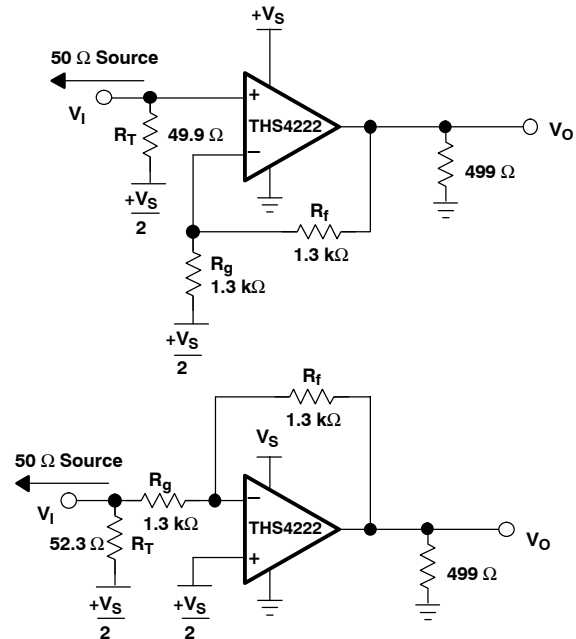 +VS
50 Ω Source
VI
+
THS4222
−
RT
49.9 Ω
+VS
2
VO
499 Ω
Rf
1.3 kΩ
Rg
1.3 kΩ
+VS
2
Rf
1.3 kΩ
VS
50 Ω Source
Rg
1.3 kΩ
VI
−
THS4222
+
52.3 Ω
RT
VO
499 Ω
+VS
2
+VS
2